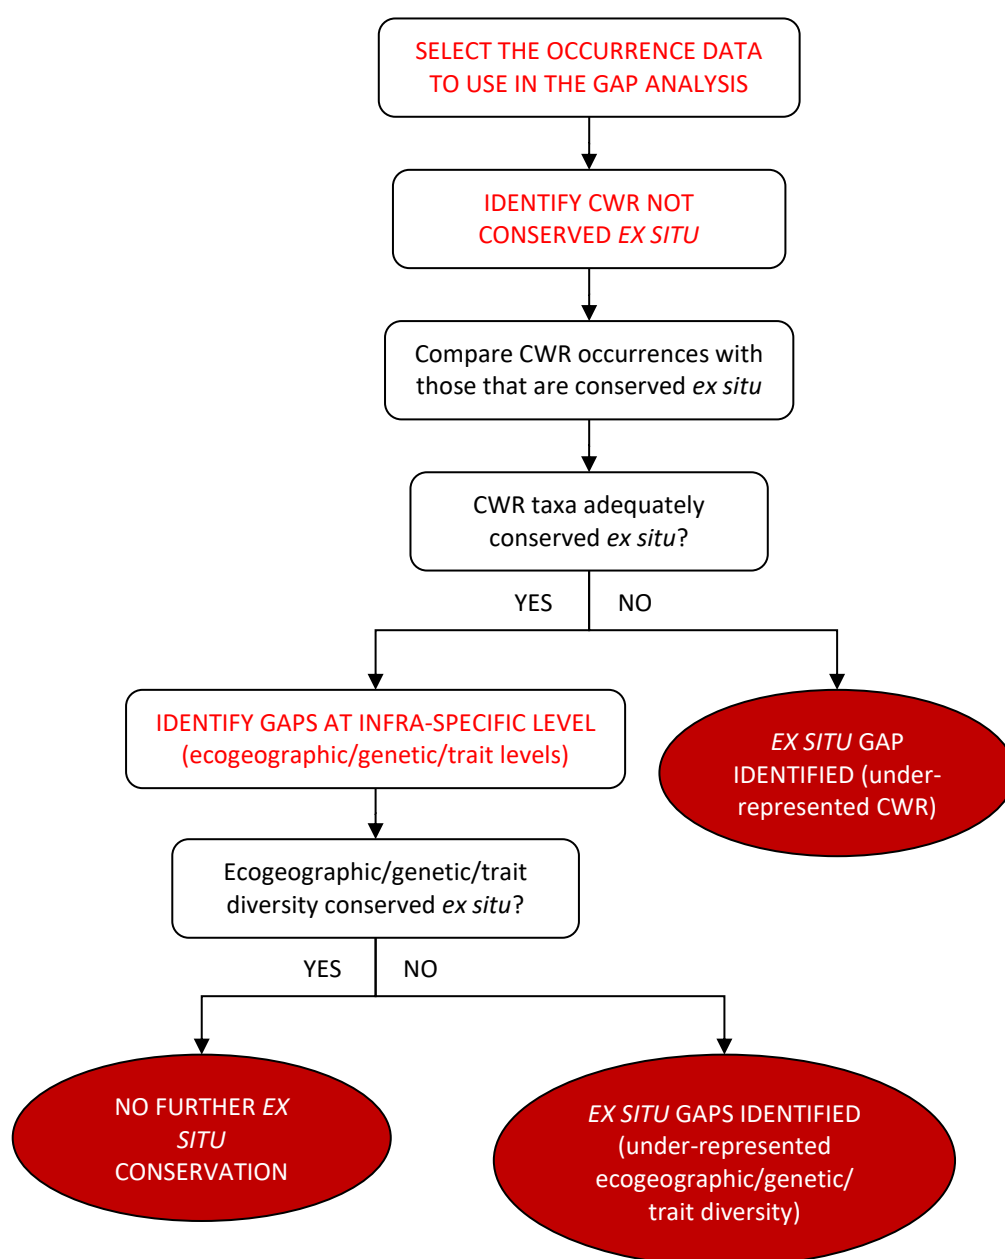 SELECT THE OCCURRENCE DATA
TO USE IN THE GAP ANALYSIS
IDENTIFY CWR NOT
CONSERVED EX SITU
Compare CWR occurrences with
those that are conserved ex situ
CWR taxa adequately
conserved ex situ?
YES NO
IDENTIFY GAPS AT INFRA-SPECIFIC LEVEL
(ecogeographic/genetic/trait levels)
EX SITU GAP
IDENTIFIED (under-
represented CWR)
Ecogeographic/genetic/trait
diversity conserved ex situ?
YES NO
NO FURTHER EX
SITU
CONSERVATION
EX SITU GAPS IDENTIFIED
(under-represented
ecogeographic/genetic/
trait diversity)